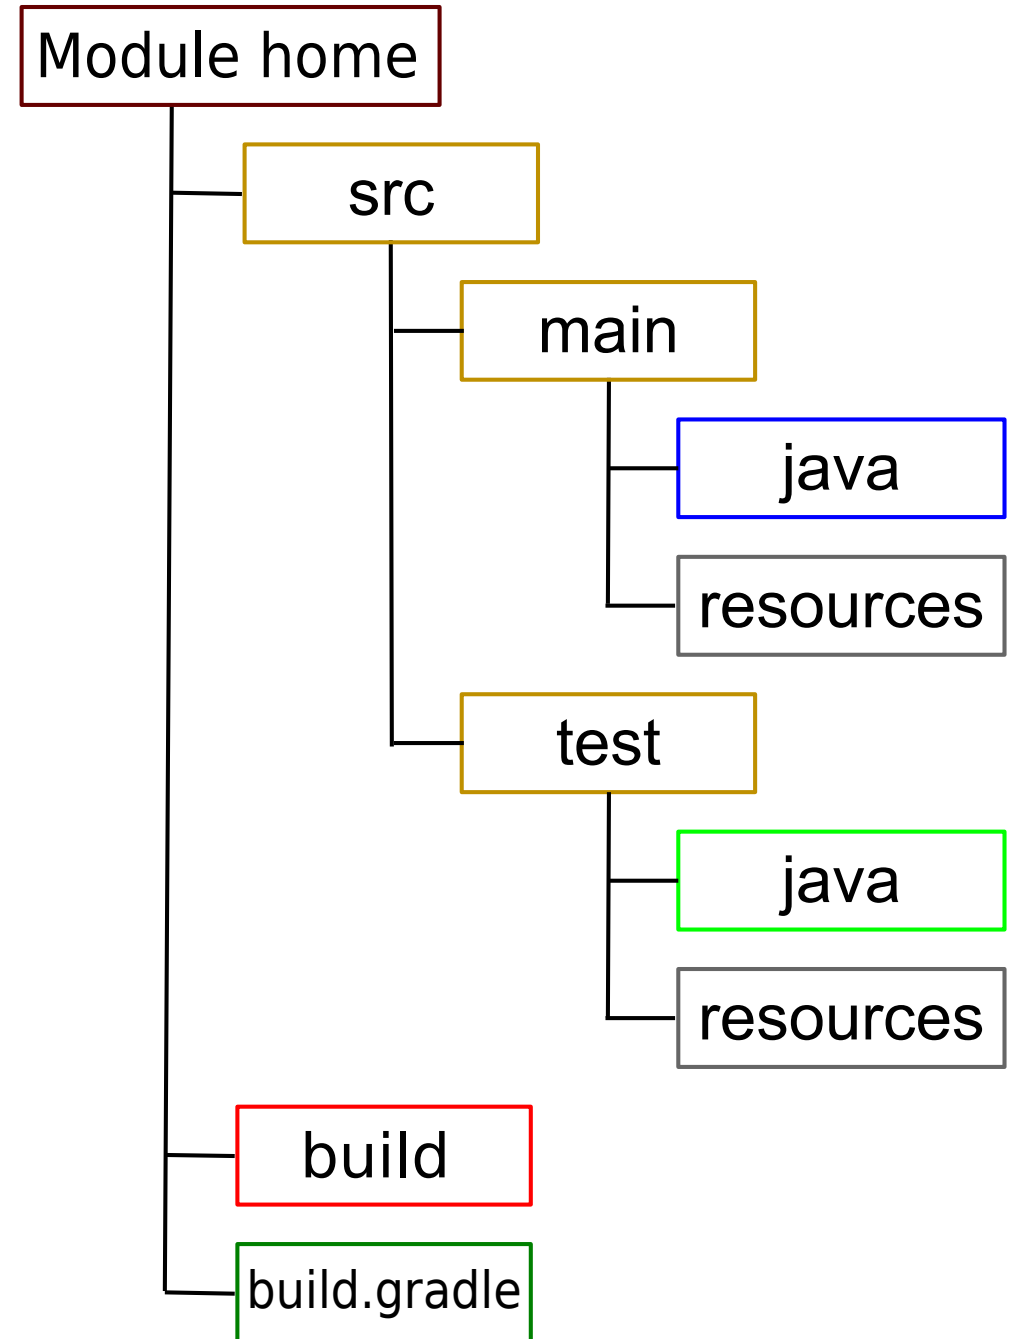 Module home
src
main
java
resources
test
java
resources
build
build.gradle